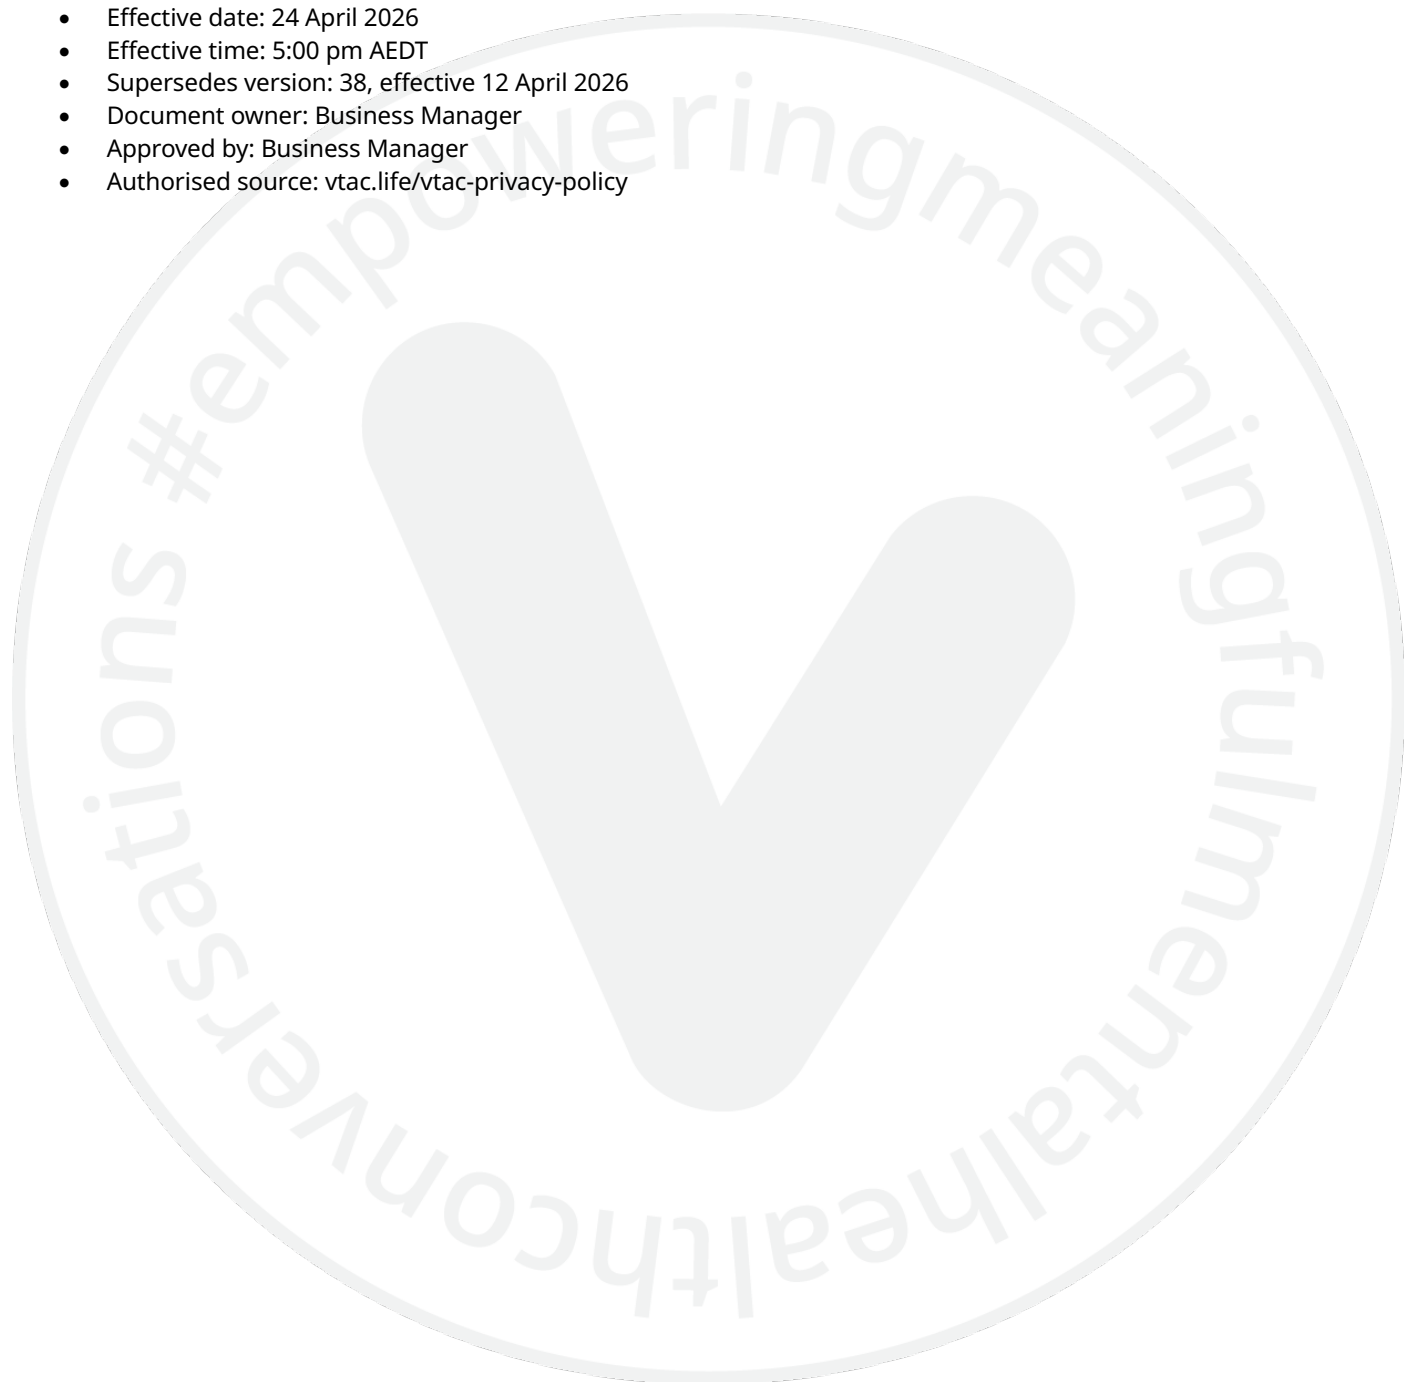 • Effective date: 24 April 2026
• Effective time: 5:00 pm AEDT
• Supersedes version: 38, effective 12 April 2026
• Document owner: Business Manager
• Approved by: Business Manager
• Authorised source: vtac.life/vtac-privacy-policy
#empoweringmeaningfulmentalhealthconversations